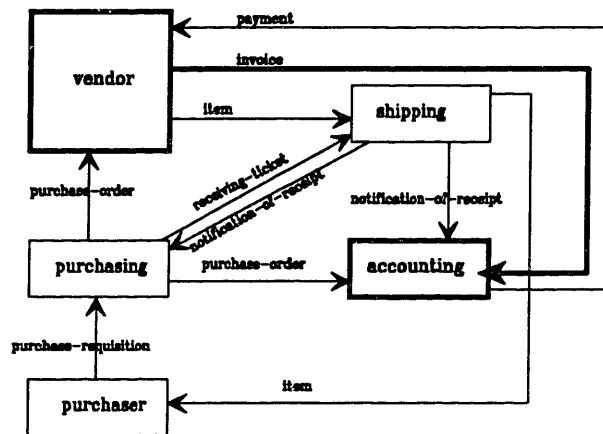 payment
invoice
vendor
item
shipping
purchase-order
receiving-ticket
notification-of-receipt
notification-of-receipt
purchasing
purchase-order
accounting
purchase-requisition
item
purchaser